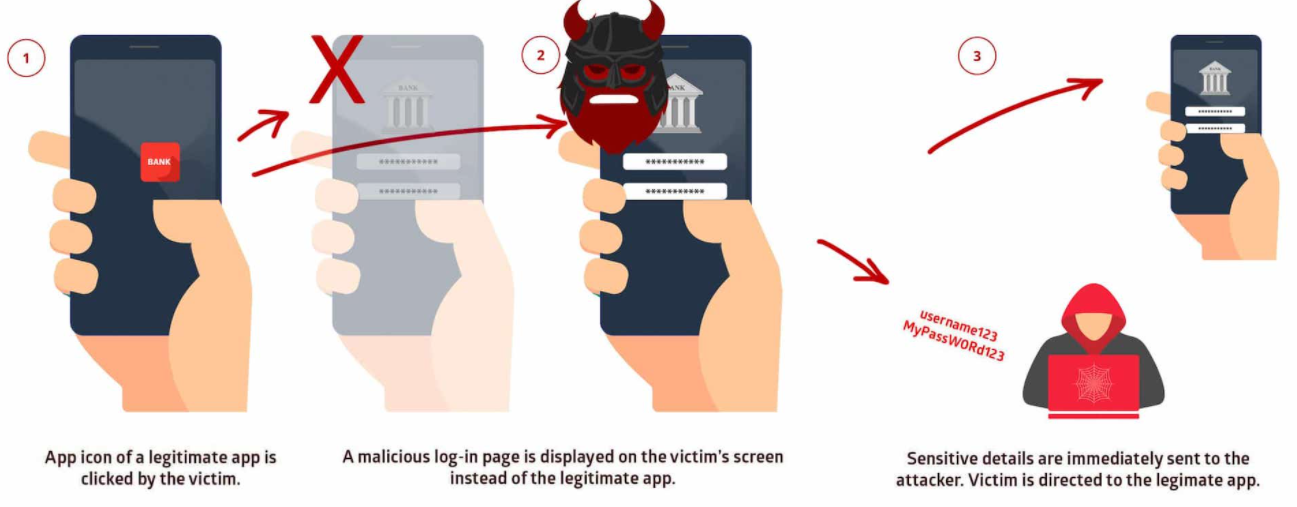 1
BANK
App icon of a legitimate app is
clicked by the victim.
X
BANK
***********
***********
2
BANK
***********
***********
A malicious log-in page is displayed on the victim's screen
instead of the legitimate app.
3
BANK
***********
***********
username123
MyPassW0Rd123
Sensitive details are immediately sent to the
attacker. Victim is directed to the legimate app.